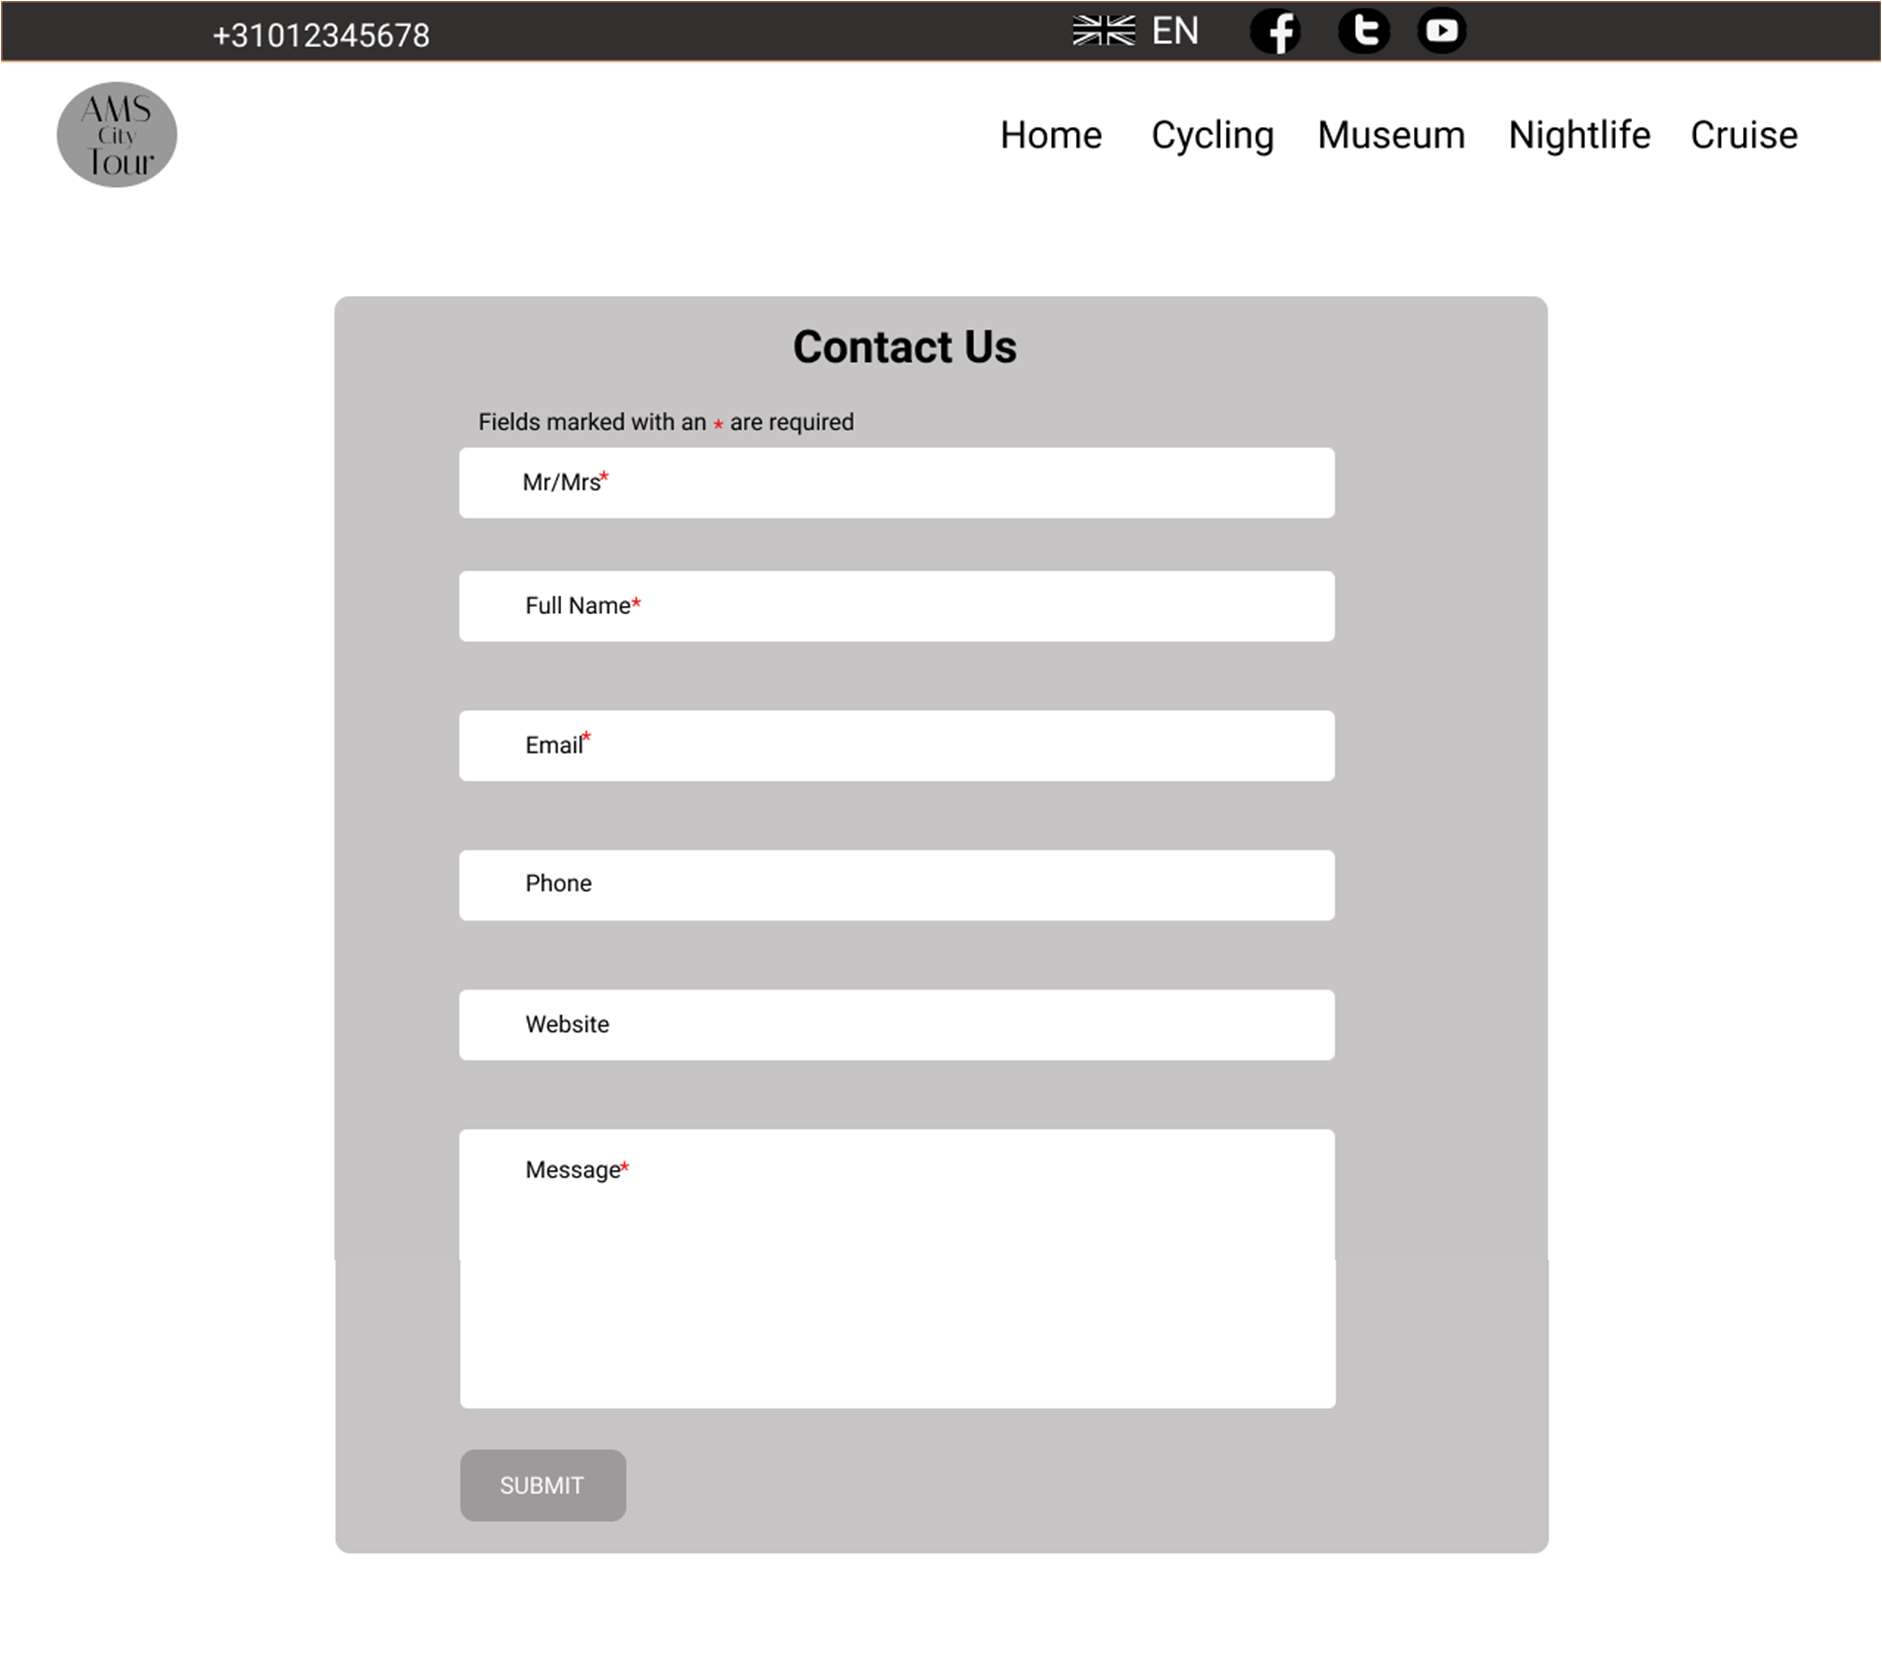 +31012345678 EN
AMS
City
Tour
Home Cycling Museum Nightlife Cruise
Contact Us
Fields marked with an * are required
Mr/Mrs*
Full Name*
Email*
Phone
Website
Message*
SUBMIT